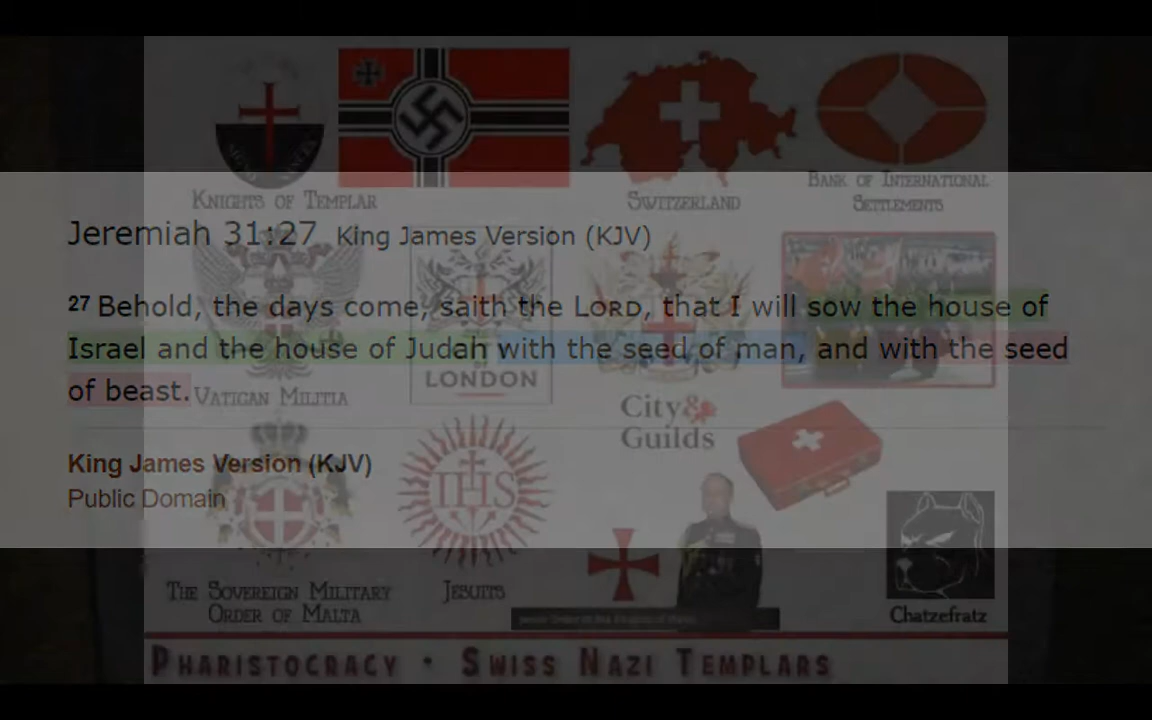 KNIGHTS OF TEMPLAR
SWITZERLAND
BANK OF INTERNATIONAL
SETTLEMENTS
Jeremiah 31:27 King James Version (KJV)
27 Behold, the days come, saith the LORD, that I will sow the house of
Israel and the house of Judah with the seed of man, and with the seed
of beast.
LONDON
VATICAN MILITIA
City&
Guilds
King James Version (KJV)
Public Domain
IHS
THE SOVEREIGN MILITARY
ORDER OF MALTA
JESUITS
Chatzefratz
PHARISTOCRACY • SWISS NAZI TEMPLARS